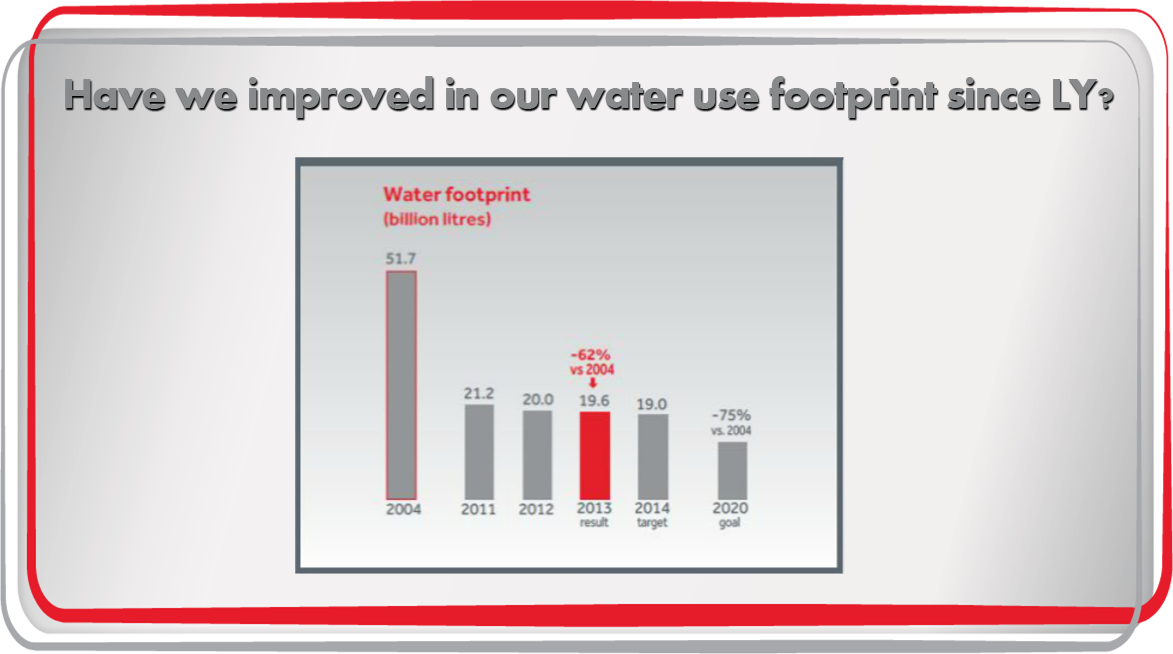 Have we improved in our water use footprint since LY?
Water footprint
(billion litres)
51.7
-62%
vs 2004
21.2
20.0
19.6
19.0
-75%
vs. 2004
2004
2011
2012
2013
result
2014
target
2020
goal